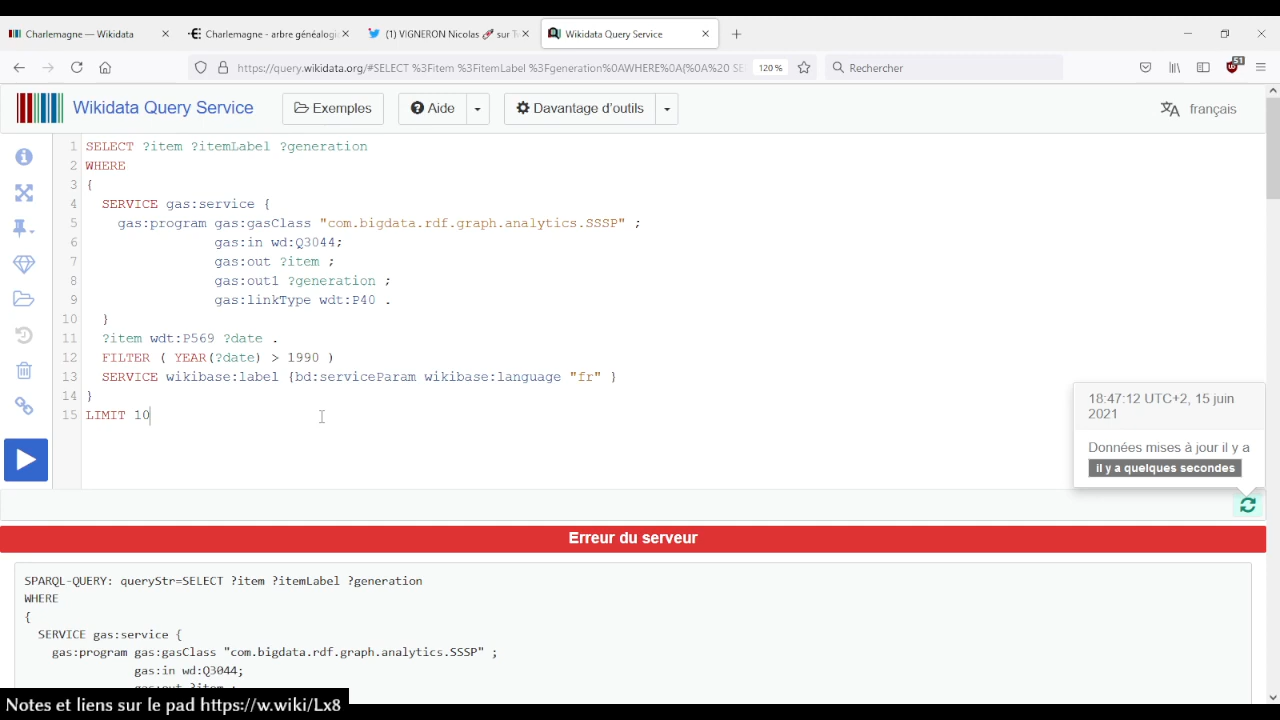 Charlemagne — Wikidata
Charlemagne - arbre généalogi
(1) VIGNERON Nicolas 🚀 sur T
Wikidata Query Service
https://query.wikidata.org/#SELECT %3Fitem %3FitemLabel %3Fgeneration%0AWHERE%0A{%0A%20 SE
120 %
Rechercher
51
Wikidata Query Service
Exemples
Aide
Davantage d'outils
français
1 SELECT ?item ?itemLabel ?generation
2 WHERE
3 {
4 SERVICE gas:service {
5 gas:program gas:gasClass "com.bigdata.rdf.graph.analytics.SSSP" ;
6 gas:in wd:Q3044;
7 gas:out ?item ;
8 gas:out1 ?generation ;
9 gas:linkType wdt:P40 .
10 }
11 ?item wdt:P569 ?date .
12 FILTER ( YEAR(?date) > 1990 )
13 SERVICE wikibase:label {bd:serviceParam wikibase:language "fr" }
14 }
15 LIMIT 10
18:47:12 UTC+2, 15 juin
2021
Données mises à jour il y a
il y a quelques secondes
Erreur du serveur
SPARQL-QUERY: queryStr=SELECT ?item ?itemLabel ?generation
WHERE
{
SERVICE gas:service {
gas:program gas:gasClass "com.bigdata.rdf.graph.analytics.SSSP" ;
gas:in wd:Q3044;
gas:out ?item ;
Notes et liens sur le pad https://w.wiki/Lx8